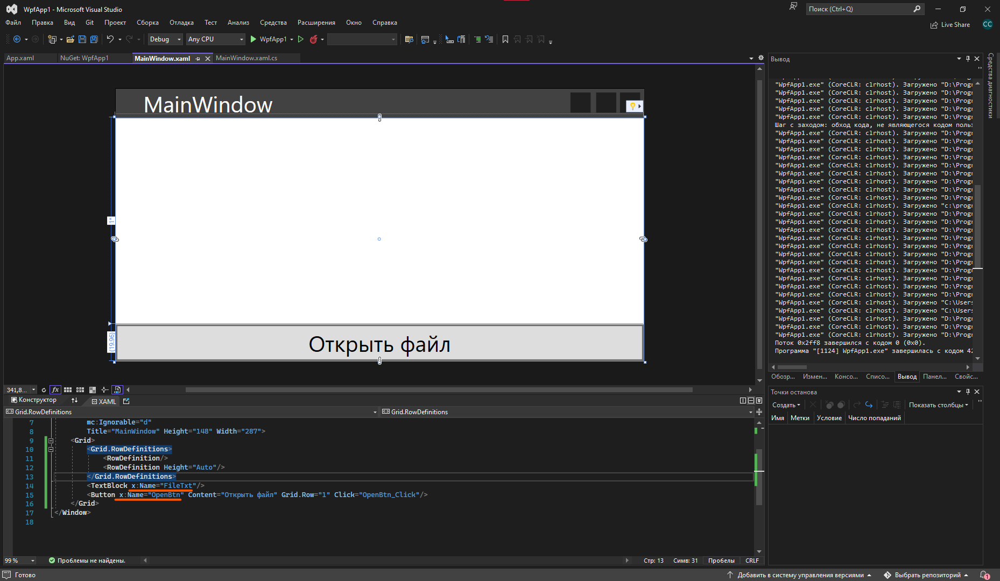 WpfApp1 - Microsoft Visual Studio
Поиск (Ctrl+Q)
Файл Правка Вид Git Проект Сборка Отладка Тест Анализ Средства Расширения Окно Справка
Live Share
CC
Debug Any CPU WpfApp1
App.xaml NuGet: WpfApp1 MainWindow.xaml MainWindow.xaml.cs
MainWindow
1*
(19.96)
Открыть файл
341,8...
fx
Конструктор
XAML
Grid.RowDefinitions Grid.RowDefinitions
7 mc:Ignorable="d"
8 Title="MainWindow" Height="148" Width="287">
9 <Grid>
10 <Grid.RowDefinitions>
11 <RowDefinition/>
12 <RowDefinition Height="Auto"/>
13 </Grid.RowDefinitions>
14 <TextBlock x:Name="FileTxt"/>
15 <Button x:Name="OpenBtn" Content="Открыть файл" Grid.Row="1" Click="OpenBtn_Click"/>
16 </Grid>
17 </Window>
18
99 % Проблемы не найдены. Стр: 13 Симв: 31 Пробелы CRLF
Вывод
"WpfApp1.exe" (CoreCLR: clrhost). Загружено "D:\Progr
"WpfApp1.exe" (CoreCLR: clrhost). Загружено "D:\Progr
"WpfApp1.exe" (CoreCLR: clrhost). Загружено "D:\Progr
"WpfApp1.exe" (CoreCLR: clrhost). Загружено "D:\Progr
"WpfApp1.exe" (CoreCLR: clrhost). Загружено "D:\Progr
Шаг с заходом: обход кода, не являющегося кодом польз
"WpfApp1.exe" (CoreCLR: clrhost). Загружено "D:\Progr
"WpfApp1.exe" (CoreCLR: clrhost). Загружено "D:\Progr
"WpfApp1.exe" (CoreCLR: clrhost). Загружено "D:\Progr
"WpfApp1.exe" (CoreCLR: clrhost). Загружено "D:\Progr
"WpfApp1.exe" (CoreCLR: clrhost). Загружено "D:\Progr
"WpfApp1.exe" (CoreCLR: clrhost). Загружено "D:\Progr
"WpfApp1.exe" (CoreCLR: clrhost). Загружено "D:\Progr
"WpfApp1.exe" (CoreCLR: clrhost). Загружено "D:\Progr
"WpfApp1.exe" (CoreCLR: clrhost). Загружено "D:\Progr
"WpfApp1.exe" (CoreCLR: clrhost). Загружено "c:\progr
"WpfApp1.exe" (CoreCLR: clrhost). Загружено "D:\Progr
"WpfApp1.exe" (CoreCLR: clrhost). Загружено "D:\Progr
"WpfApp1.exe" (CoreCLR: clrhost). Загружено "D:\Progr
"WpfApp1.exe" (CoreCLR: clrhost). Загружено "D:\Progr
"WpfApp1.exe" (CoreCLR: clrhost). Загружено "D:\Progr
"WpfApp1.exe" (CoreCLR: clrhost). Загружено "D:\Progr
"WpfApp1.exe" (CoreCLR: clrhost). Загружено "D:\Progr
"WpfApp1.exe" (CoreCLR: clrhost). Загружено "D:\Progr
"WpfApp1.exe" (CoreCLR: clrhost). Загружено "D:\Progr
"WpfApp1.exe" (CoreCLR: clrhost). Загружено "D:\Progr
"WpfApp1.exe" (CoreCLR: clrhost). Загружено "D:\Progr
"WpfApp1.exe" (CoreCLR: clrhost). Загружено "C:\Users
"WpfApp1.exe" (CoreCLR: clrhost). Загружено "C:\Users
"WpfApp1.exe" (CoreCLR: clrhost). Загружено "D:\Progr
"WpfApp1.exe" (CoreCLR: clrhost). Загружено "D:\Progr
"WpfApp1.exe" (CoreCLR: clrhost). Загружено "D:\Progr
Поток 0x2ff8 завершился с кодом 0 (0x0).
Программа "[1124] WpfApp1.exe" завершилась с кодом 42
Обзр... Измен... Консо... Списо... Вывод Панел... Свойс...
Точки останова
Создать Показать столбцы
Имя Метки Условие Число попаданий
Средства диагностики
Готово Добавить в систему управления версиями Выбрать репозиторий 1